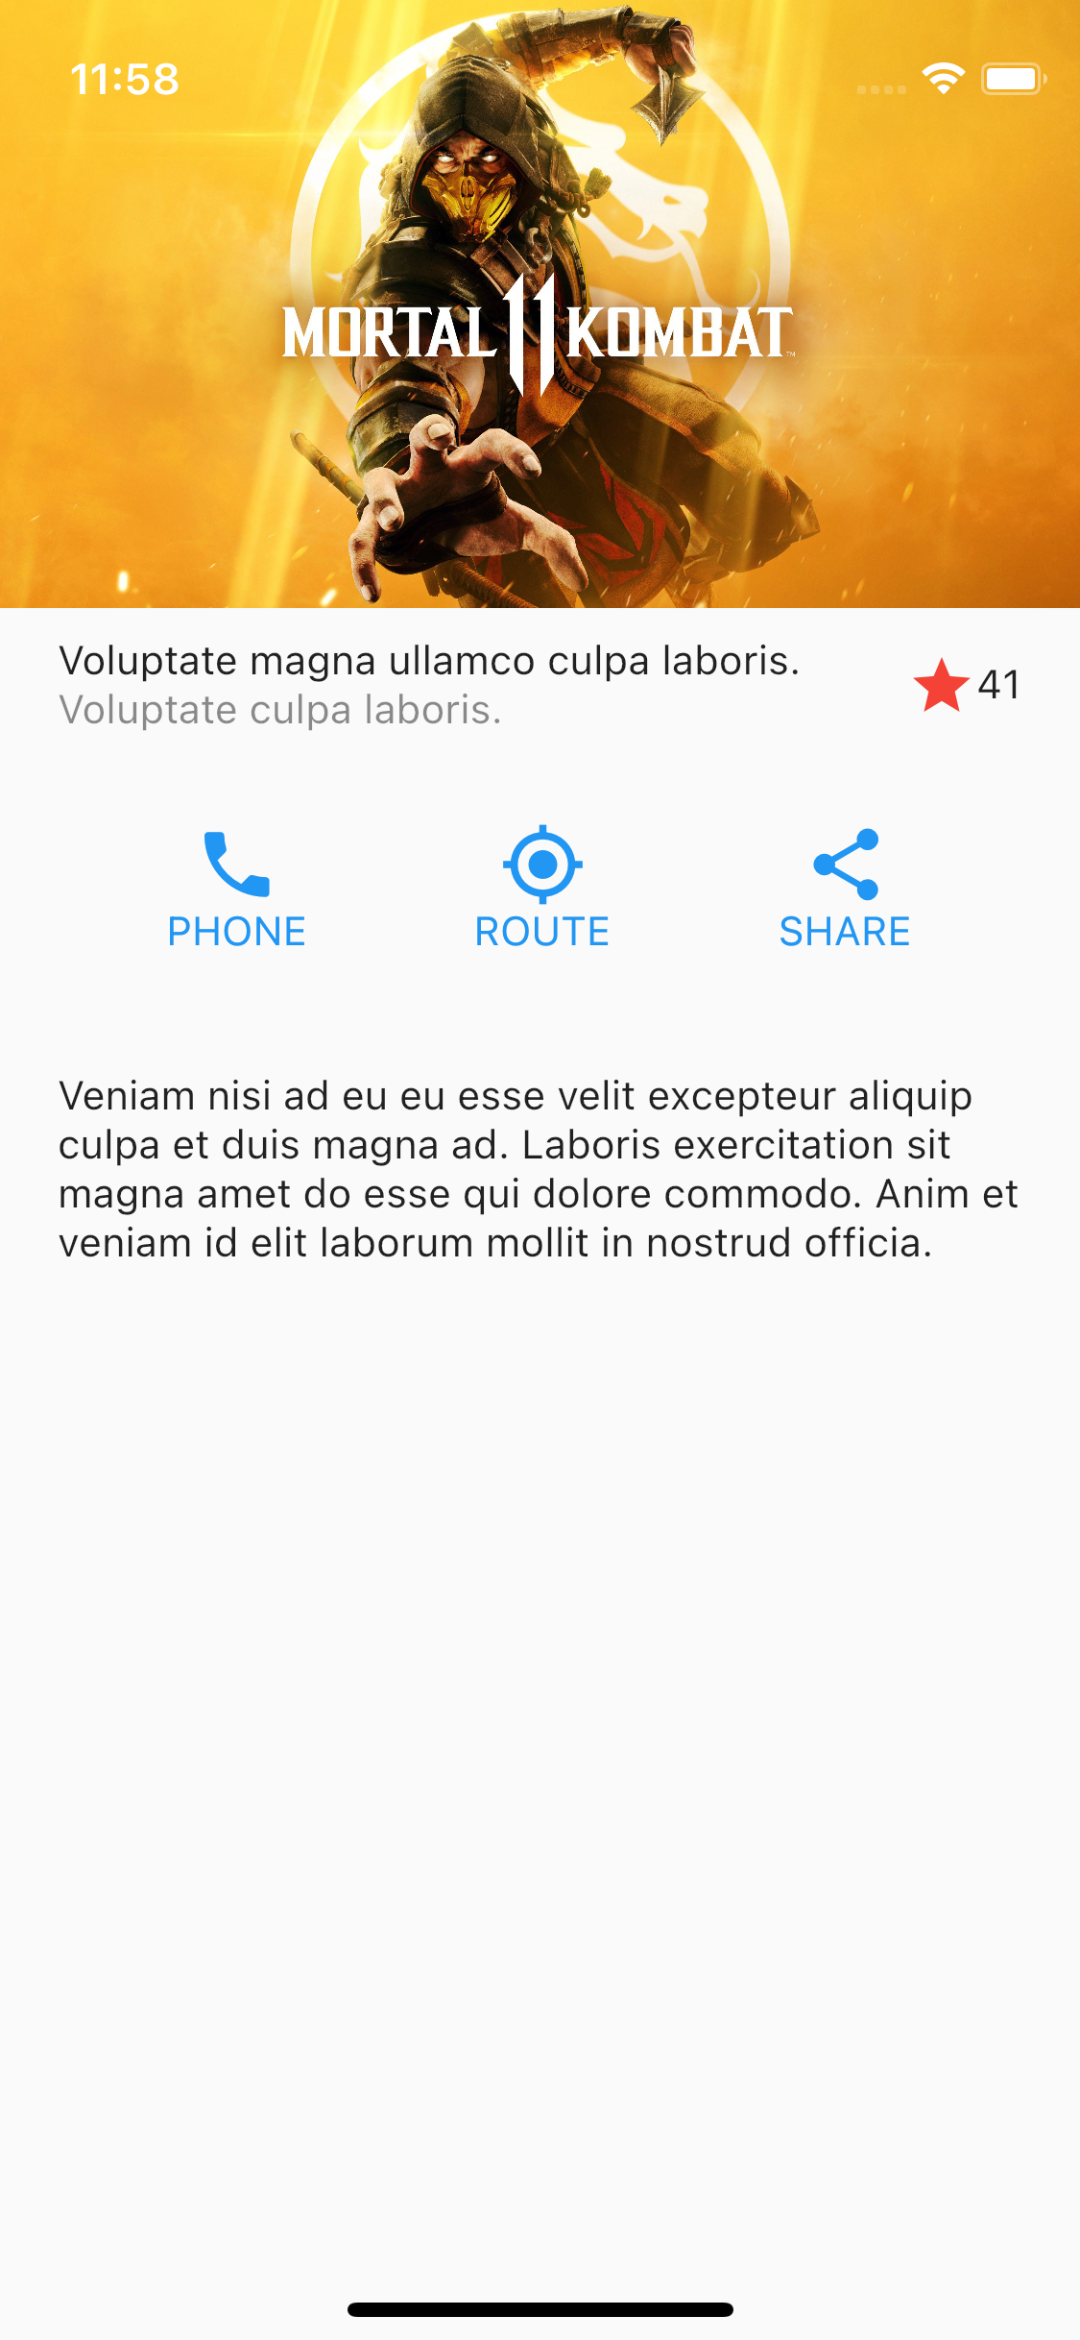 11:58
MORTAL 11 KOMBAT™
Voluptate magna ullamco culpa laboris.
Voluptate culpa laboris.
41
PHONE
ROUTE
SHARE
Veniam nisi ad eu eu esse velit excepteur aliquip
culpa et duis magna ad. Laboris exercitation sit
magna amet do esse qui dolore commodo. Anim et
veniam id elit laborum mollit in nostrud officia.